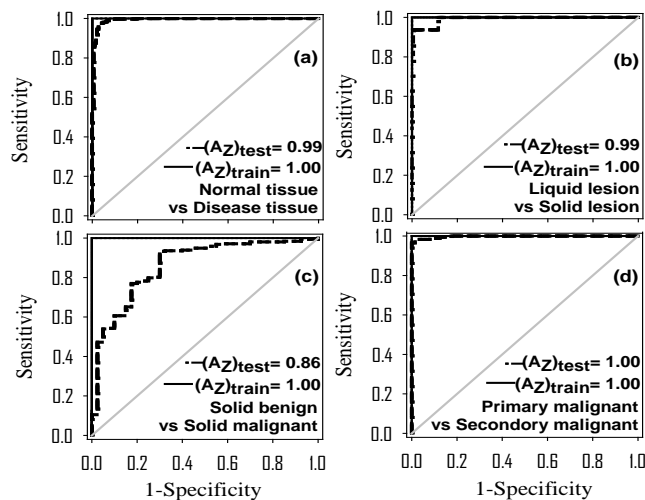 1.0
0.8
0.6
0.4
0.2
0.0
Sensitivity
(a)
(AZ)test= 0.99
(AZ)train= 1.00
Normal tissue
vs Disease tissue
1.0
0.8
0.6
0.4
0.2
0.0
Sensitivity
(b)
(AZ)test= 0.99
(AZ)train= 1.00
Liquid lesion
vs Solid lesion
1.0
0.8
0.6
0.4
0.2
0.0
Sensitivity
(c)
(AZ)test= 0.86
(AZ)train= 1.00
Solid benign
vs Solid malignant
0.0 0.2 0.4 0.6 0.8 1.0
1-Specificity
1.0
0.8
0.6
0.4
0.2
0.0
Sensitivity
(d)
(AZ)test= 1.00
(AZ)train= 1.00
Primary malignant
vs Secondory malignant
0.0 0.2 0.4 0.6 0.8 1.0
1-Specificity